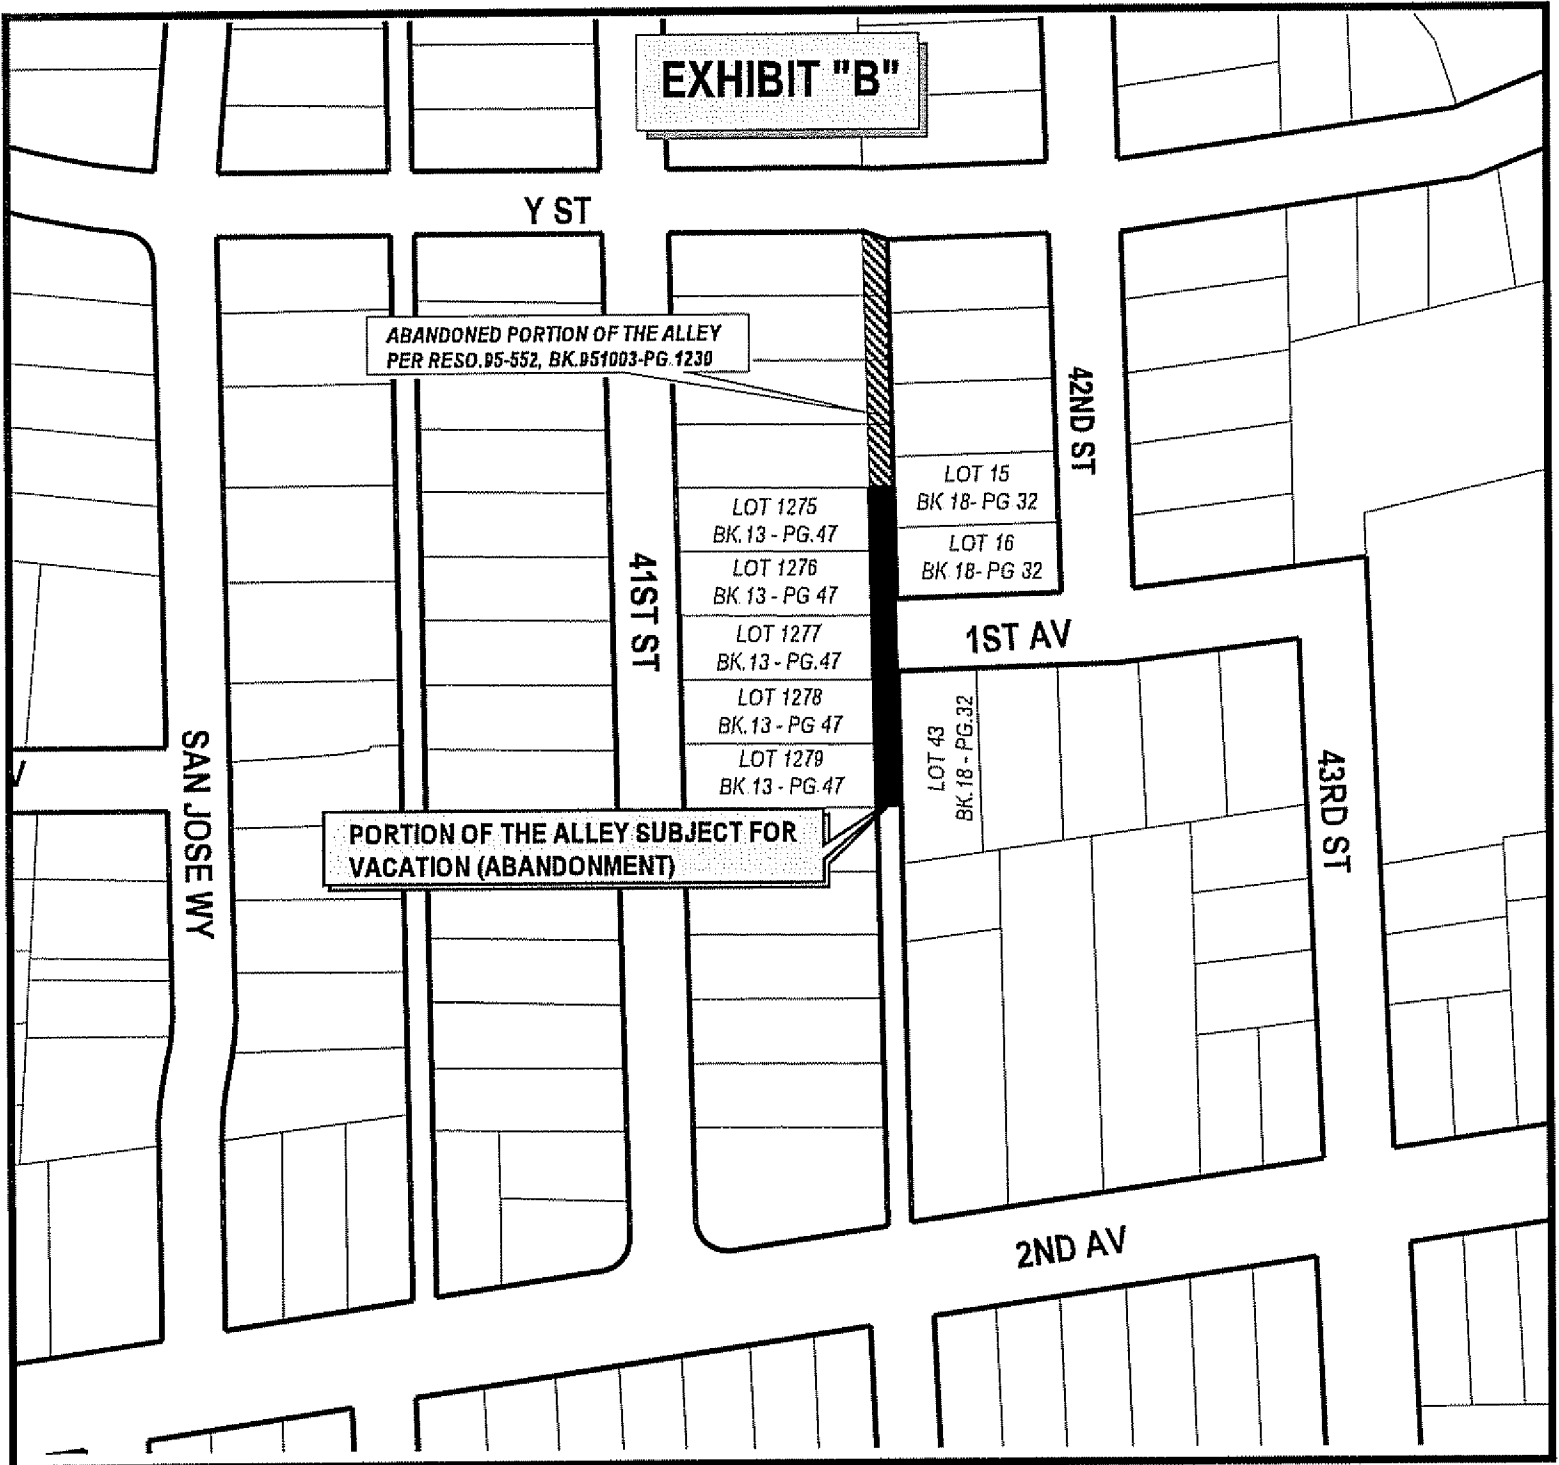 EXHIBIT "B"
Y ST
ABANDONED PORTION OF THE ALLEY
PER RESO.95-552, BK.951003-PG.1230
42ND ST
LOT 15
BK 18- PG 32
LOT 1275
BK.13 - PG.47
LOT 16
BK 18- PG 32
LOT 1276
BK.13 - PG 47
41ST ST
LOT 1277
BK.13 - PG.47
1ST AV
LOT 1278
BK.13 - PG 47
LOT 43
BK.18 - PG.32
LOT 1279
BK 13 - PG.47
V
SAN JOSE WY
43RD ST
PORTION OF THE ALLEY SUBJECT FOR
VACATION (ABANDONMENT)
2ND AV